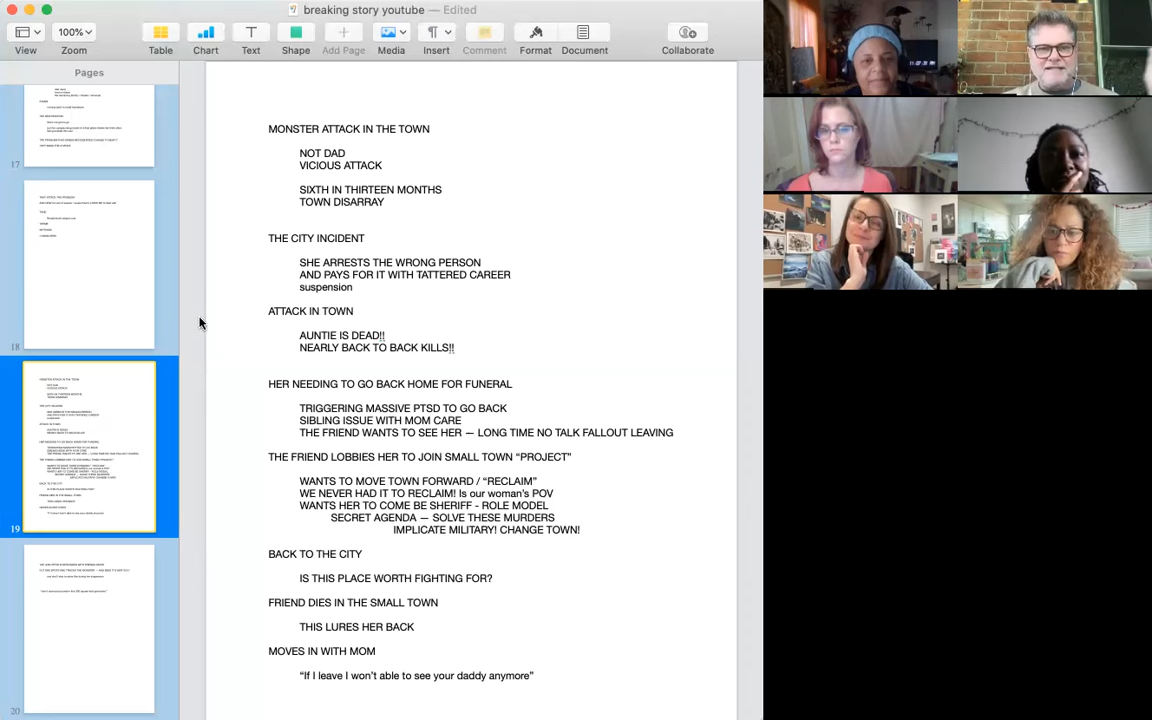 breaking story youtube — Edited
100%
View
Zoom
Table
Chart
Text
Shape
Add Page
Media
Insert
Comment
Format
Document
Collaborate
Pages
17
18
19
20
MONSTER ATTACK IN THE TOWN
NOT DAD
VICIOUS ATTACK
SIXTH IN THIRTEEN MONTHS
TOWN DISARRAY
THE CITY INCIDENT
SHE ARRESTS THE WRONG PERSON
AND PAYS FOR IT WITH TATTERED CAREER
suspension
ATTACK IN TOWN
AUNTIE IS DEAD!!
NEARLY BACK TO BACK KILLS!!
HER NEEDING TO GO BACK HOME FOR FUNERAL
TRIGGERING MASSIVE PTSD TO GO BACK
SIBLING ISSUE WITH MOM CARE
THE FRIEND WANTS TO SEE HER — LONG TIME NO TALK FALLOUT LEAVING
THE FRIEND LOBBIES HER TO JOIN SMALL TOWN “PROJECT”
WANTS TO MOVE TOWN FORWARD / “RECLAIM”
WE NEVER HAD IT TO RECLAIM! Is our woman’s POV
WANTS HER TO COME BE SHERIFF - ROLE MODEL
SECRET AGENDA — SOLVE THESE MURDERS
IMPLICATE MILITARY! CHANGE TOWN!
BACK TO THE CITY
IS THIS PLACE WORTH FIGHTING FOR?
FRIEND DIES IN THE SMALL TOWN
THIS LURES HER BACK
MOVES IN WITH MOM
“If I leave I won’t able to see your daddy anymore”